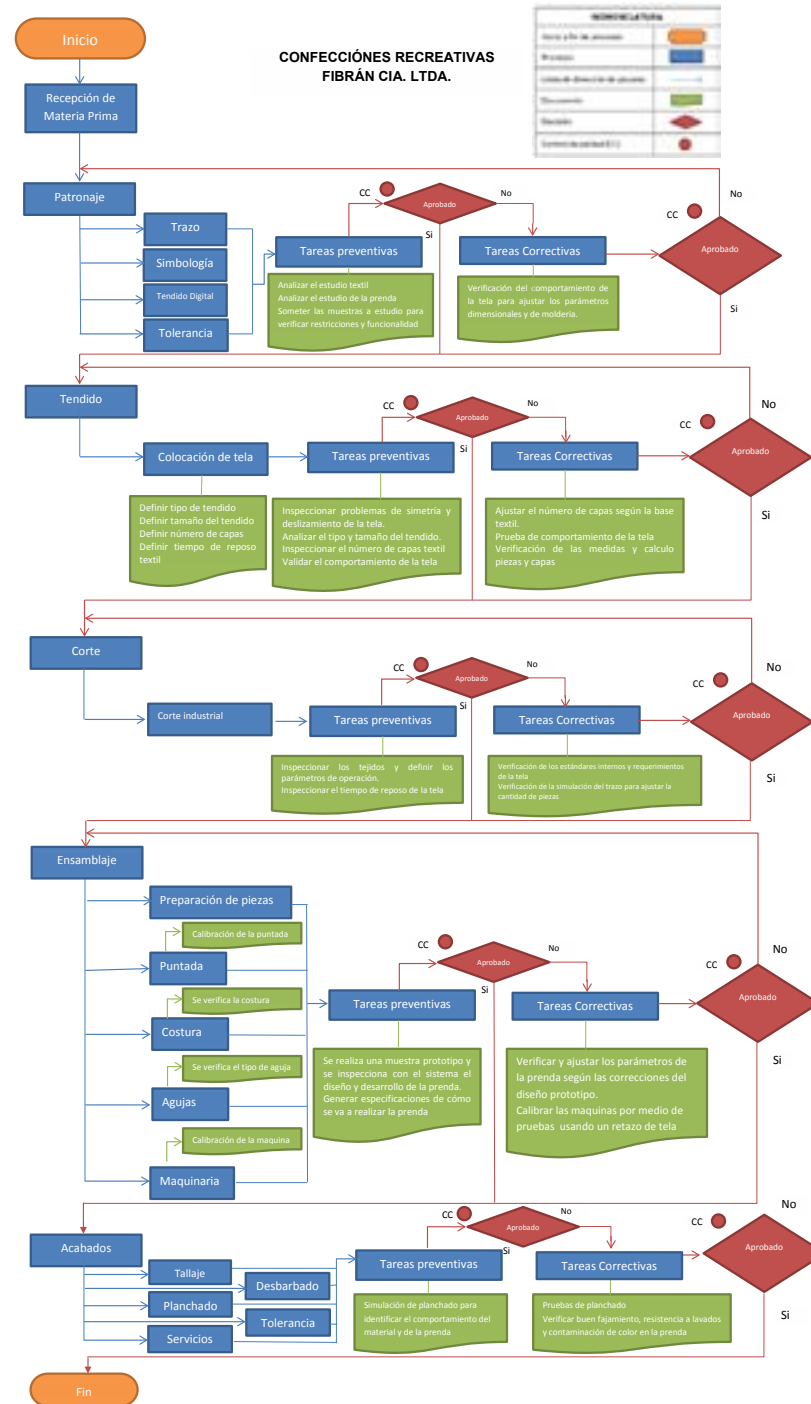 Inicio
CONFECCIÓNES RECREATIVAS
FIBRÁN CIA. LTDA.
NOMENCLATURA
Recepción de
Materia Prima
Patronaje
Trazo
Simbología
Tendido Digital
Tolerancia
Tareas preventivas
Analizar el estudio textil
Analizar el estudio de la prenda
Someter las muestras a estudio para
verificar restricciones y funcionalidad
CC
Aprobado
No
Si
Tareas Correctivas
Verificación del comportamiento de
la tela para ajustar los parámetros
dimensionales y de moldería.
CC
Aprobado
No
Si
Tendido
Colocación de tela
Definir tipo de tendido
Definir tamaño del tendido
Definir número de capas
Definir tiempo de reposo
textil
Tareas preventivas
Inspeccionar problemas de simetría y
deslizamiento de la tela.
Analizar el tipo y tamaño del tendido.
Inspeccionar el número de capas textil
Validar el comportamiento de la tela
CC
Aprobado
No
Si
Tareas Correctivas
Ajustar el número de capas según la base
textil.
Prueba de comportamiento de la tela
Verificación de las medidas y calculo
piezas y capas
CC
Aprobado
No
Si
Corte
Corte industrial
Tareas preventivas
Inspeccionar los tejidos y definir los
parámetros de operación.
Inspeccionar el tiempo de reposo de la tela
CC
Aprobado
No
Si
Tareas Correctivas
Verificación de los estándares internos y requerimientos
de la tela
Verificación de la simulación del trazo para ajustar la
cantidad de piezas
CC
Aprobado
No
Si
Ensamblaje
Preparación de piezas
Calibración de la puntada
Puntada
Se verifica la costura
Costura
Se verifica el tipo de aguja
Agujas
Calibración de la maquina
Maquinaria
Tareas preventivas
Se realiza una muestra prototipo y
se inspecciona con el sistema el
diseño y desarrollo de la prenda.
Generar especificaciones de cómo
se va a realizar la prenda
CC
Aprobado
No
Si
Tareas Correctivas
Verificar y ajustar los parámetros de
la prenda según las correcciones del
diseño prototipo.
Calibrar las maquinas por medio de
pruebas usando un retazo de tela
CC
Aprobado
No
Si
Acabados
Tallaje
Desbarbado
Planchado
Tolerancia
Servicios
Tareas preventivas
Simulación de planchado para
identificar el comportamiento del
material y de la prenda
CC
Aprobado
No
Si
Tareas Correctivas
Pruebas de planchado
Verificar buen fajamiento, resistencia a lavados
y contaminación de color en la prenda
CC
Aprobado
No
Si
Fin